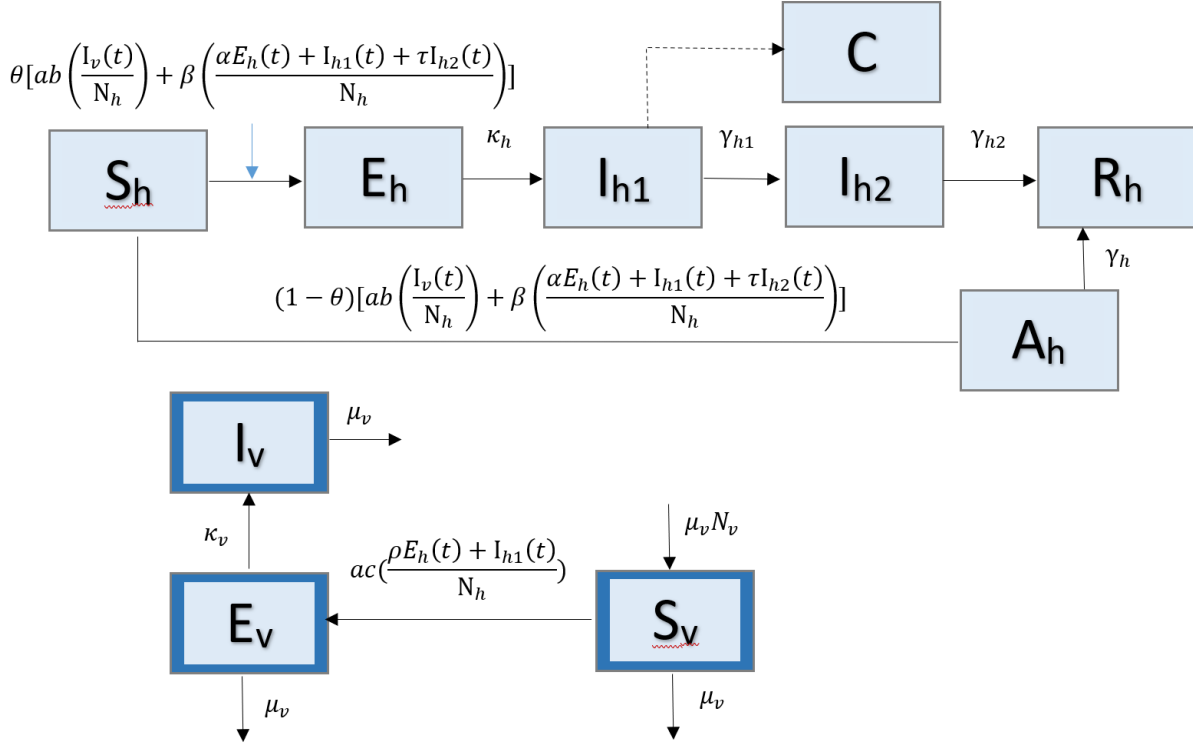 C
θ[ab(I_v(t)/N_h) + β((αE_h(t) + I_h1(t) + τI_h2(t))/N_h)]
S_h
E_h
I_h1
I_h2
R_h
κ_h
γ_h1
γ_h2
γ_h
(1 − θ)[ab(I_v(t)/N_h) + β((αE_h(t) + I_h1(t) + τI_h2(t))/N_h)]
A_h
I_v
μ_v
κ_v
ac((ρE_h(t) + I_h1(t))/N_h)
μ_vN_v
E_v
S_v
μ_v
μ_v